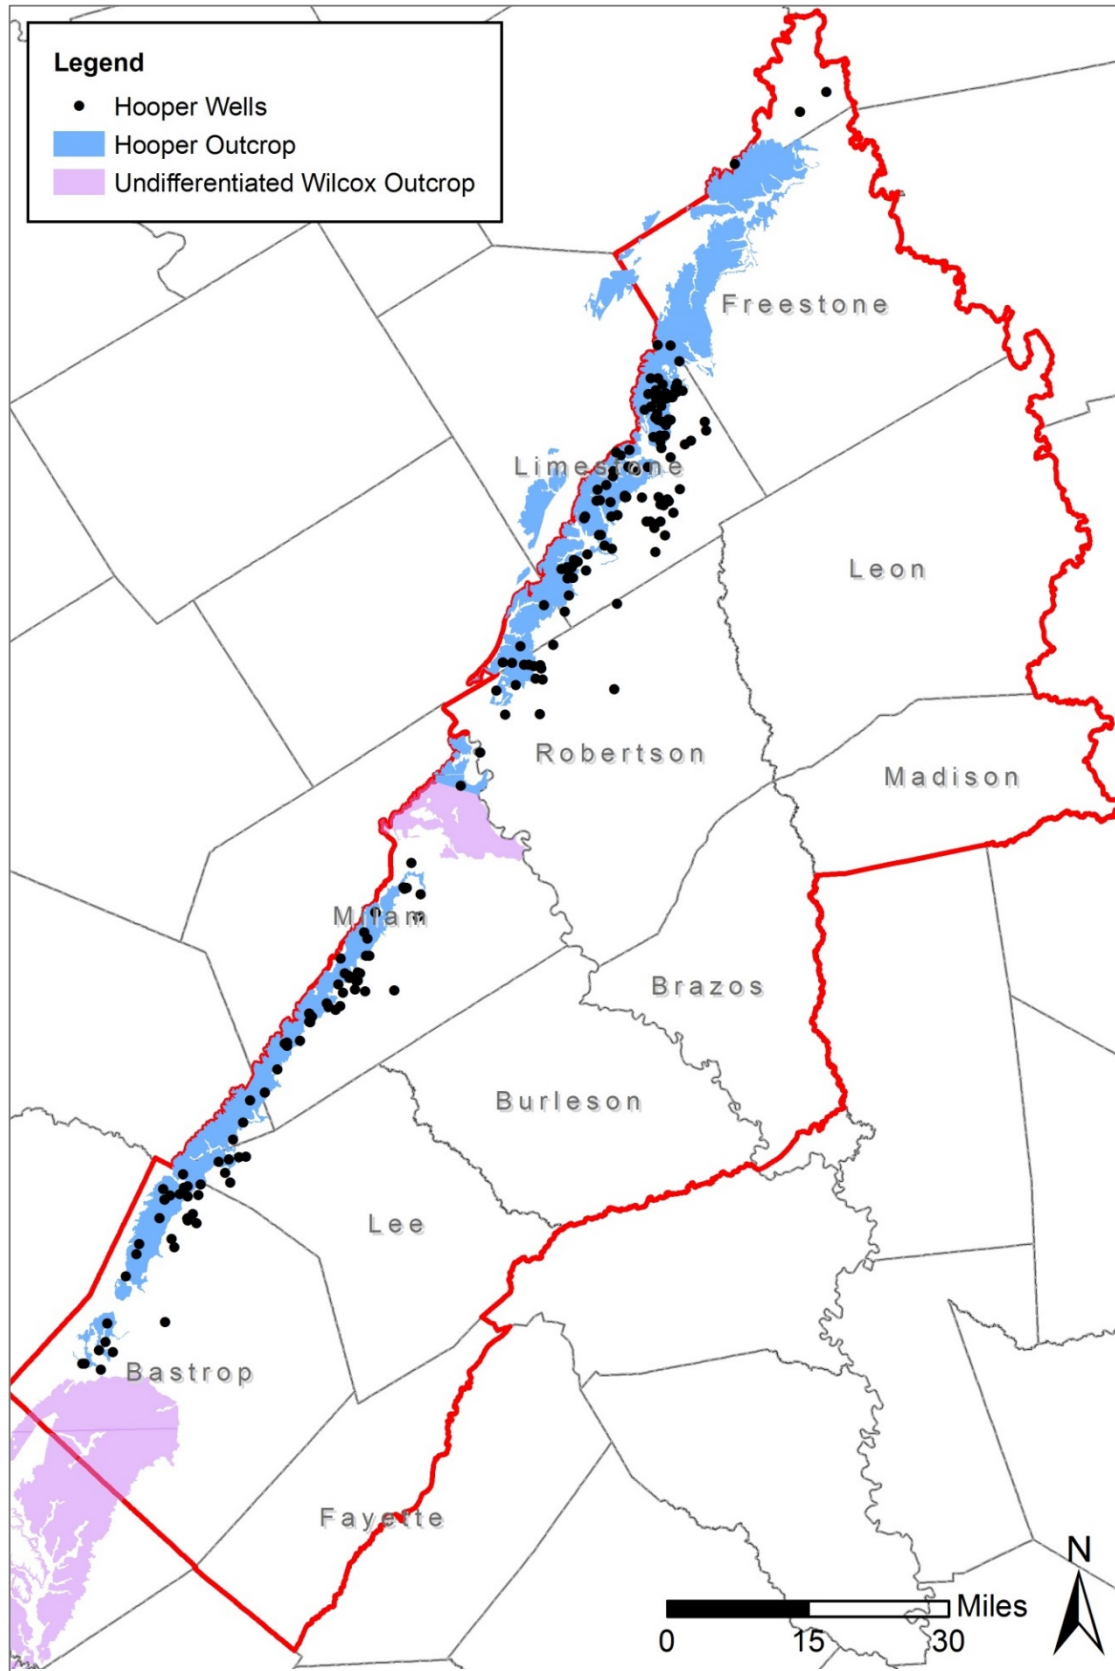 Legend
Hooper Wells
Hooper Outcrop
Undifferentiated Wilcox Outcrop
Freestone
Limestone
Leon
Robertson
Madison
Milam
Brazos
Burleson
Lee
Bastrop
Fayette
N
Miles
0 15 30